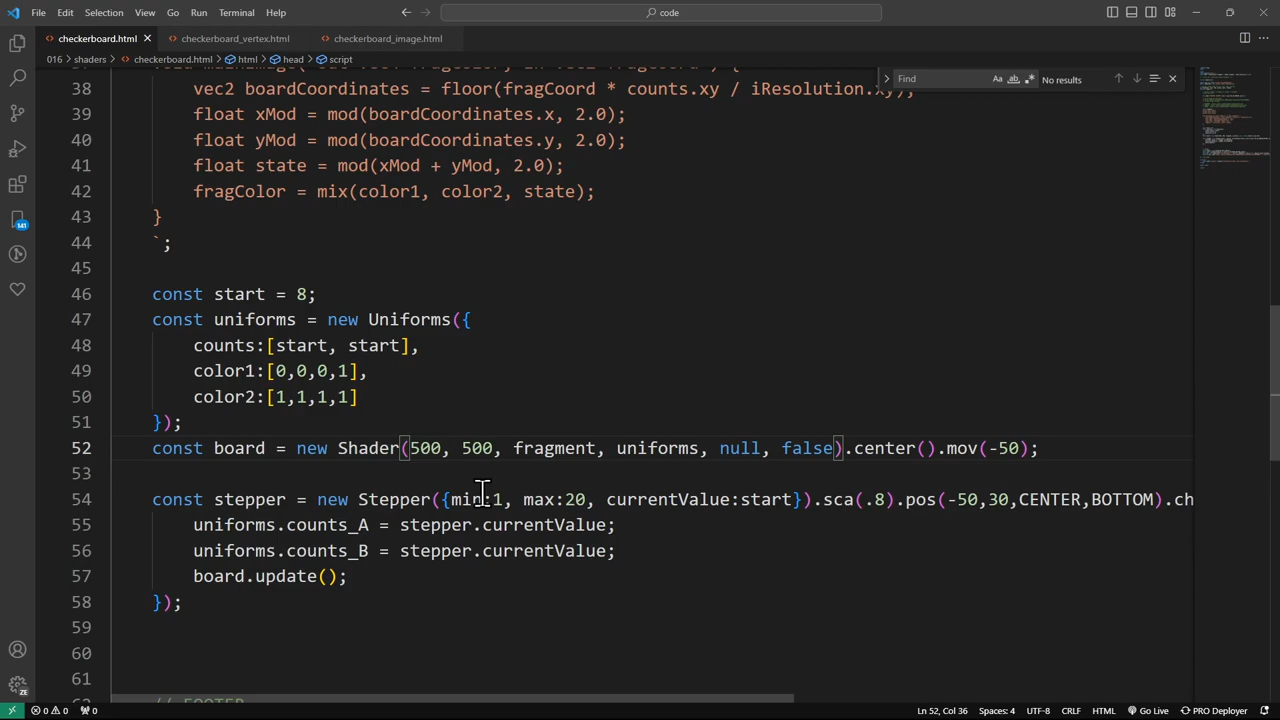 File Edit Selection View Go Run Terminal Help
code
checkerboard.html
checkerboard_vertex.html
checkerboard_image.html
016 > shaders > checkerboard.html > html > head > script
Find
Aa ab .*
No results
38 vec2 boardCoordinates = floor(fragCoord * counts.xy / iResolution.xy);
39 float xMod = mod(boardCoordinates.x, 2.0);
40 float yMod = mod(boardCoordinates.y, 2.0);
41 float state = mod(xMod + yMod, 2.0);
42 fragColor = mix(color1, color2, state);
43 }
44 `;
45
46 const start = 8;
47 const uniforms = new Uniforms({
48 counts:[start, start],
49 color1:[0,0,0,1],
50 color2:[1,1,1,1]
51 });
52 const board = new Shader(500, 500, fragment, uniforms, null, false).center().mov(-50);
53
54 const stepper = new Stepper({min:1, max:20, currentValue:start}).sca(.8).pos(-50,30,CENTER,BOTTOM).ch
55 uniforms.counts_A = stepper.currentValue;
56 uniforms.counts_B = stepper.currentValue;
57 board.update();
58 });
59
60
61
// FOOTER
141
ZE
0 0 0
Ln 52, Col 36 Spaces: 4 UTF-8 CRLF HTML Go Live PRO Deployer